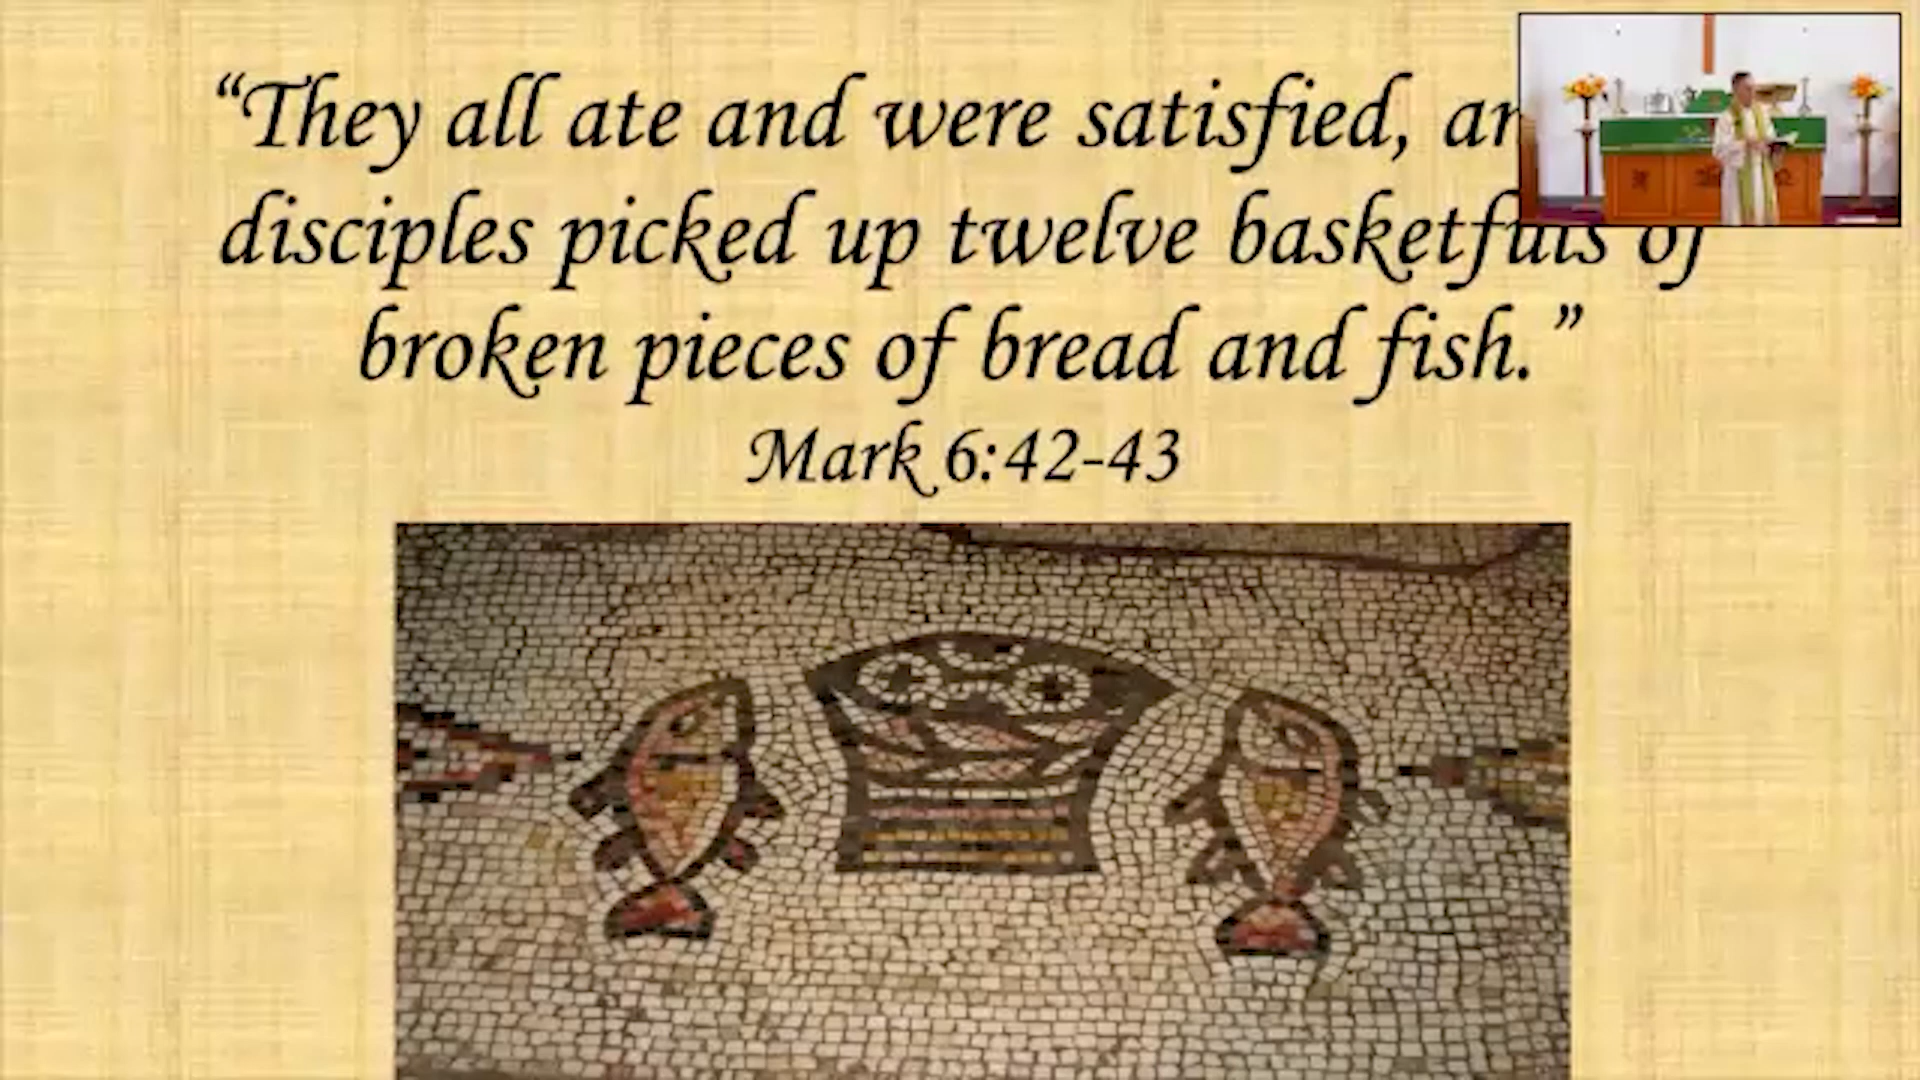 “They all ate and were satisfied,
disciples picked up twelve basketfuls of
broken pieces of bread and fish.”
Mark 6:42-43